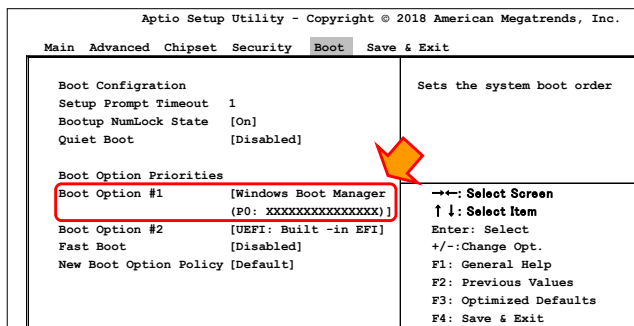 Aptio Setup Utility - Copyright © 2018 American Megatrends, Inc.
Main Advanced Chipset Security Boot Save & Exit
Boot Configration
Setup Prompt Timeout 1
Bootup NumLock State [On]
Quiet Boot [Disabled]
Boot Option Priorities
Boot Option #1 [Windows Boot Manager
(P0: XXXXXXXXXXXXXXX)]
Boot Option #2 [UEFI: Built -in EFI]
Fast Boot [Disabled]
New Boot Option Policy [Default]
Sets the system boot order
→←: Select Screen
↑↓: Select Item
Enter: Select
+/-:Change Opt.
F1: General Help
F2: Previous Values
F3: Optimized Defaults
F4: Save & Exit